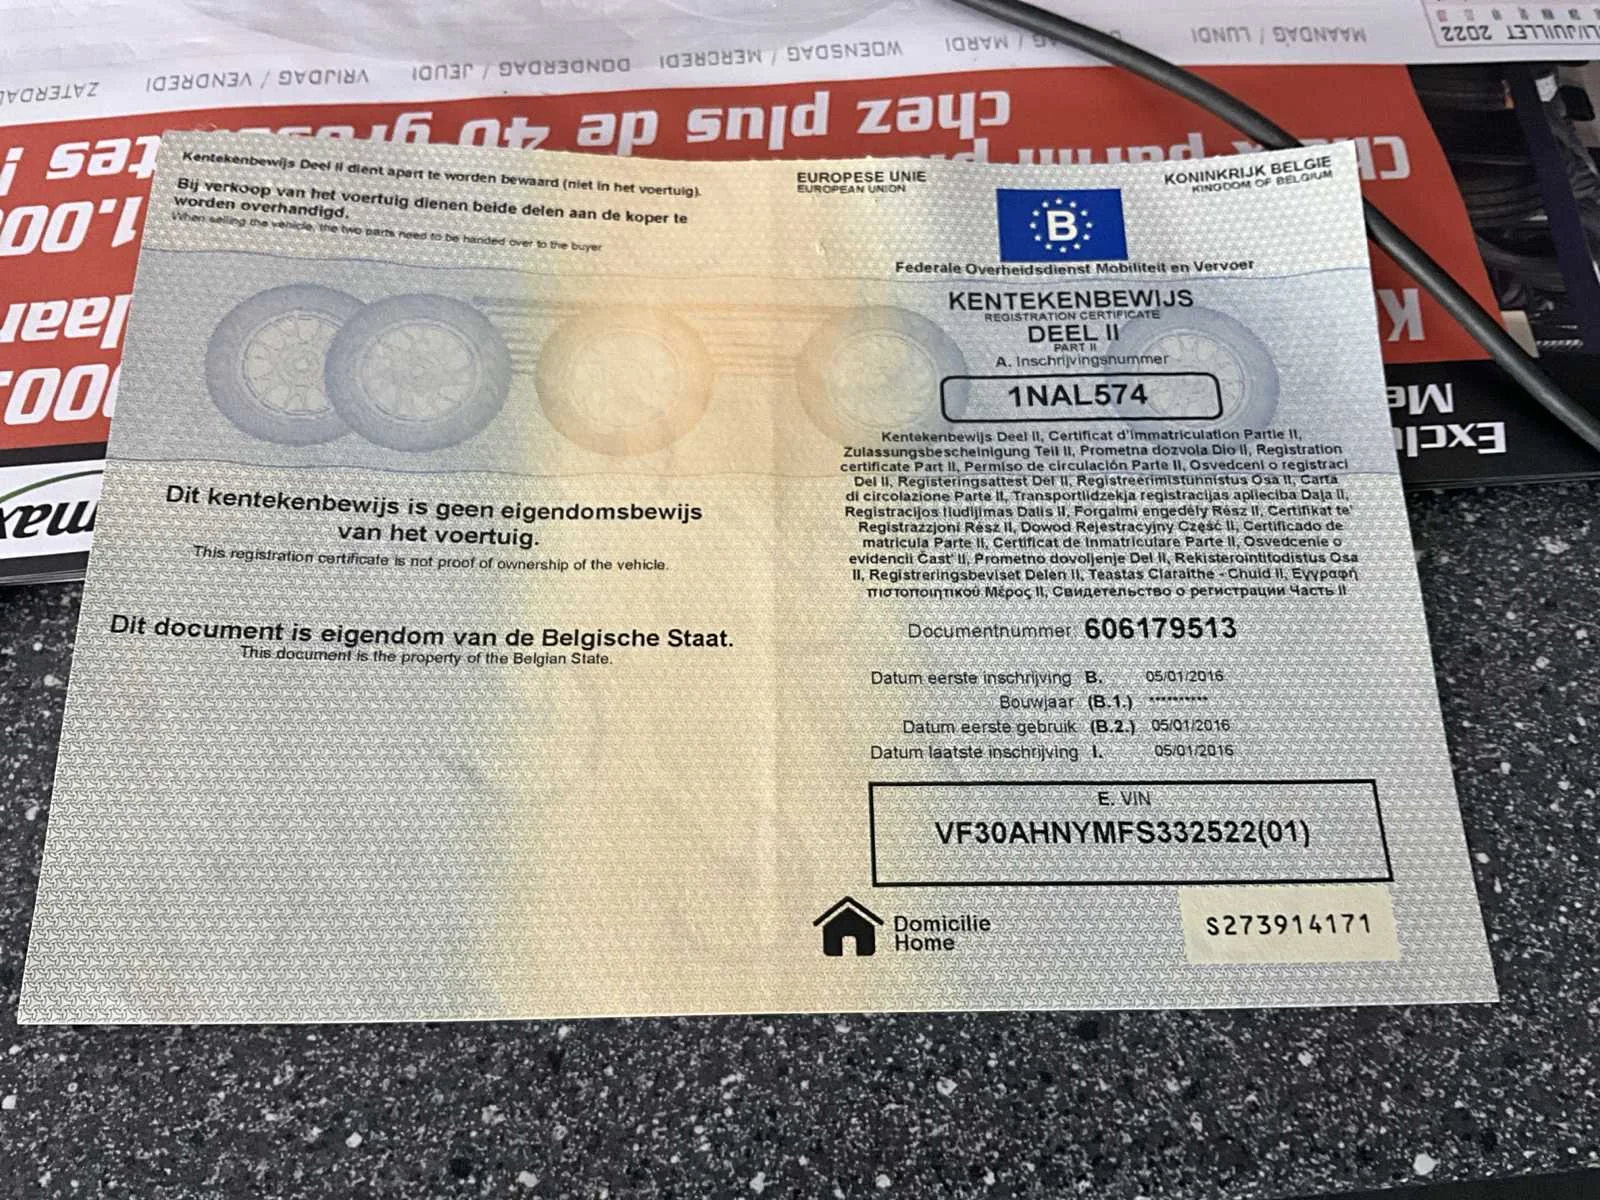 LI/JUILLET 2022
MAANDAG / LUNDI
/ MARDI
WOENSDAG / MERCREDI
DONDERDAG / JEUDI
VRIJDAG / VENDREDI
ZATERDAG
chez plus de 40
1.000
Kentekenbewijs Deel II dient apart te worden bewaard (niet in het voertuig).
Bij verkoop van het voertuig dienen beide delen aan de koper te
worden overhandigd.
When selling the vehicle, the two parts need to be handed over to the buyer
Dit kentekenbewijs is geen eigendomsbewijs
van het voertuig.
This registration certificate is not proof of ownership of the vehicle.
Dit document is eigendom van de Belgische Staat.
This document is the property of the Belgian State.
EUROPESE UNIE
EUROPEAN UNION
KONINKRIJK BELGIE
KINGDOM OF BELGIUM
B
Federale Overheidsdienst Mobiliteit en Vervoer
KENTEKENBEWIJS
REGISTRATION CERTIFICATE
DEEL II
PART II
A. Inschrijvingsnummer
1NAL574
Kentekenbewijs Deel II, Certificat d'immatriculation Partie II,
Zulassungsbescheinigung Teil II, Prometna dozvola Dio II, Registration
certificate Part II, Permiso de circulación Parte II, Osvedceni o registraci
Del II, Registeringsattest Del II, Registreerimistunnistus Osa II, Carta
di circolazione Parte II, Transportlidzekja registracijas aplieciba Daļa II,
Registracijos liudijimas Dalis II, Forgalmi engedély Rész II, Certifikat te'
Registrazzjoni Résż II, Dowod Rejestracyjny Część II, Certificado de
matricula Parte II, Certificat de Inmatriculare Parte II, Osvedcenie o
evidencii Čast' II, Prometno dovoljenje Del II, Rekisterointitodistus Osa
II, Registreringsbeviset Delen II, Teastas Claraithe - Chuid II, Εγγραφή
πιστοποιητικού Μέρος II, Свидетельство о регистрации Часть II
Documentnummer 606179513
Datum eerste inschrijving B. 05/01/2016
Bouwjaar (B.1.) **********
Datum eerste gebruik (B.2.) 05/01/2016
Datum laatste inschrijving I. 05/01/2016
E. VIN
VF30AHNYMFS332522(01)
Domicilie
Home
S273914171